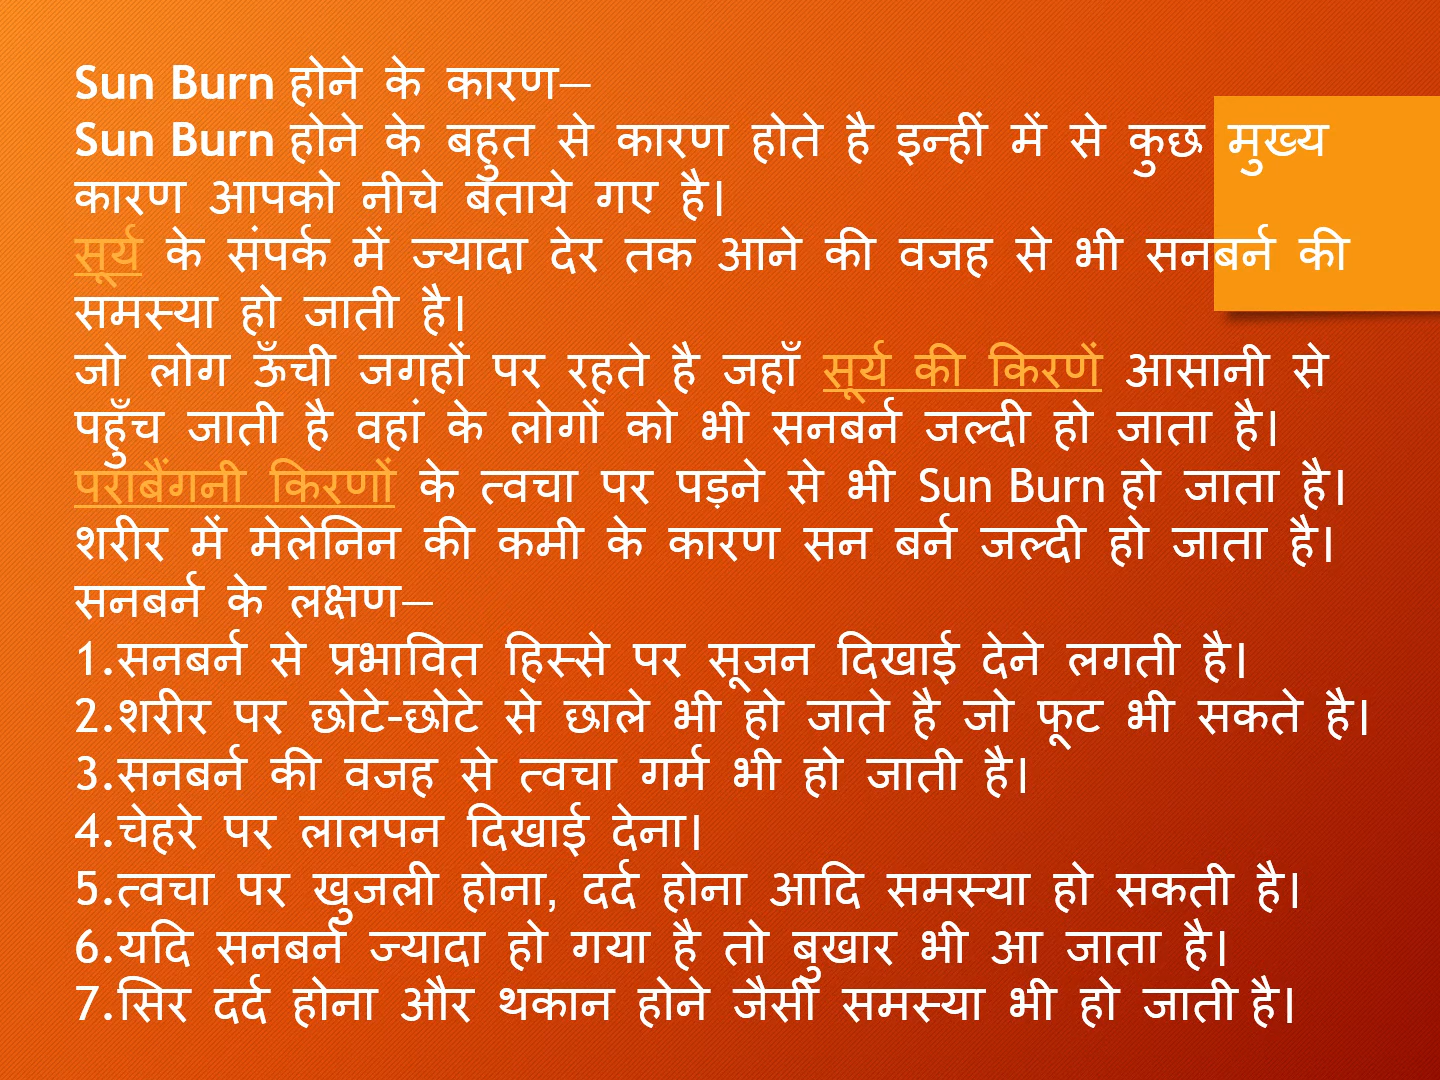 Sun Burn होने के कारण—
Sun Burn होने के बहुत से कारण होते है इन्हीं में से कुछ मुख्य
कारण आपको नीचे बताये गए है।
सूर्य के संपर्क में ज्यादा देर तक आने की वजह से भी सनबर्न की
समस्या हो जाती है।
जो लोग ऊँची जगहों पर रहते है जहाँ सूर्य की किरणों आसानी से
पहुँच जाती है वहां के लोगों को भी सनबर्न जल्दी हो जाता है।
पराबैंगनी किरणों के त्वचा पर पड़ने से भी Sun Burn हो जाता है।
शरीर में मेलेनिन की कमी के कारण सन बर्न जल्दी हो जाता है।
सनबर्न के लक्षण—
1.सनबर्न से प्रभावित हिस्से पर सूजन दिखाई देने लगती है।
2.शरीर पर छोटे-छोटे से छाले भी हो जाते है जो फूट भी सकते है।
3.सनबर्न की वजह से त्वचा गर्म भी हो जाती है।
4.चेहरे पर लालपन दिखाई देना।
5.त्वचा पर खुजली होना, दर्द होना आदि समस्या हो सकती है।
6.यदि सनबर्न ज्यादा हो गया है तो बुखार भी आ जाता है।
7.सिर दर्द होना और थकान होने जैसी समस्या भी हो जाती है।